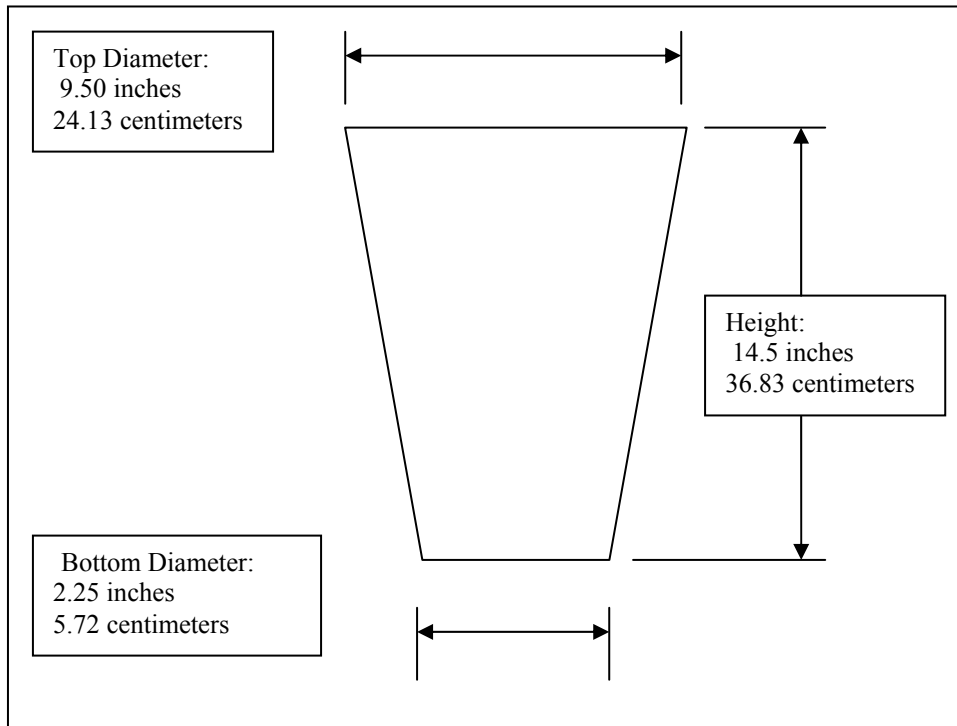 Top Diameter:
9.50 inches
24.13 centimeters
Height:
14.5 inches
36.83 centimeters
Bottom Diameter:
2.25 inches
5.72 centimeters